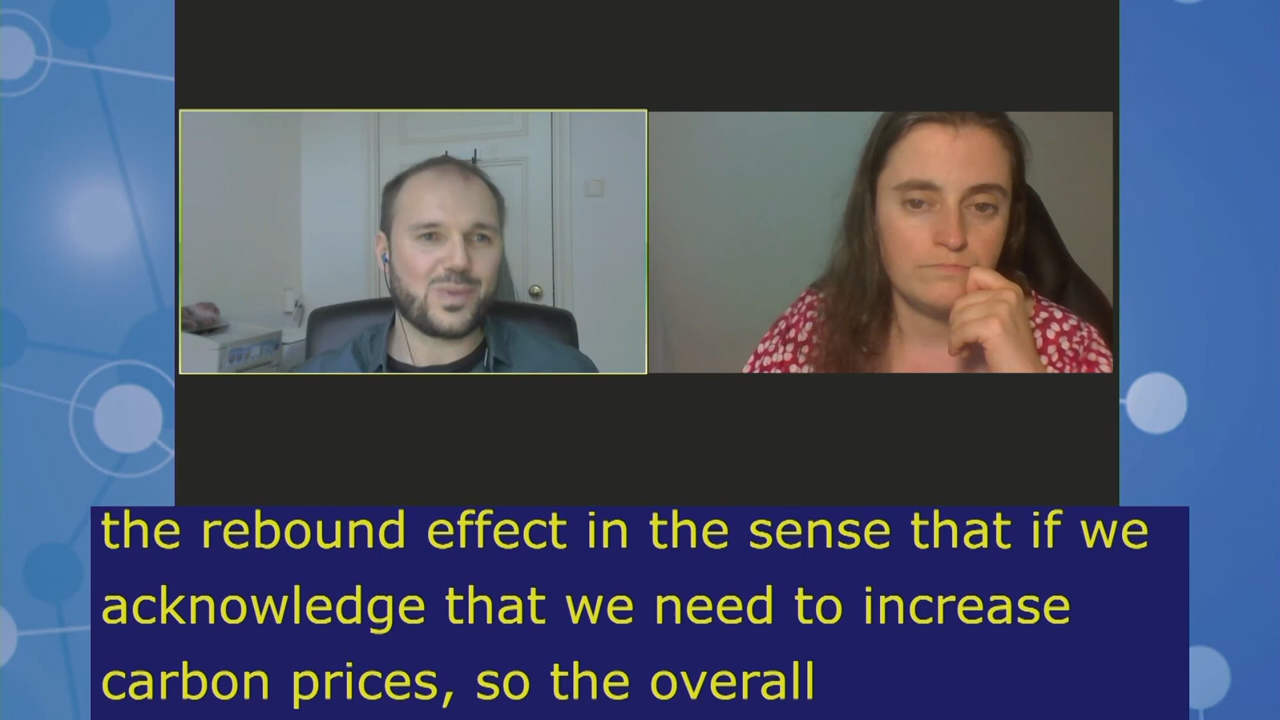 the rebound effect in the sense that if we
acknowledge that we need to increase
carbon prices, so the overall